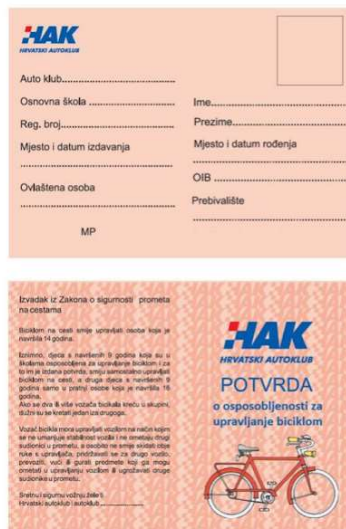 HAK
HRVATSKI AUTOKLUB
Auto klub
Osnovna škola
Reg. broj
Mjesto i datum izdavanja
Ovlaštena osoba
MP
Ime
Prezime
Mjesto i datum rođenja
OIB
Prebivalište
Izvadak iz Zakona o sigurnosti prometa
na cestama
Biciklom na cesti smije upravljati osoba koja je
navršila 14 godina.
Iznimno, djeca s navršenih 9 godina koja su u
školama osposobljena za upravljanje biciklom i za
to im je izdana potvrda, smiju samostalno upravljati
biciklom na cesti, a druga djeca s navršenih 9
godina samo u pratnji osobe koja je navršila 16
godina.
Ako se dva ili više vozača bicikala kreću u skupini,
dužni su se kretati jedan iza drugoga.
Vozač bicikla mora upravljati vozilom na način kojim
se ne umanjuje stabilnost vozila i ne ometaju drugi
sudionici u prometu, a osobito ne smije skidati obje
ruke s upravljača, pridržavati se za drugo vozilo,
prevoziti, vući ili gurati predmete koji ga mogu
ometati u upravljanju vozilom ili ugrožavati druge
sudionike u prometu.
Sretnu i sigurnu vožnju žele ti
Hrvatski autoklub i autoklub
HAK
HRVATSKI AUTOKLUB
POTVRDA
o osposobljenosti za
upravljanje biciklom